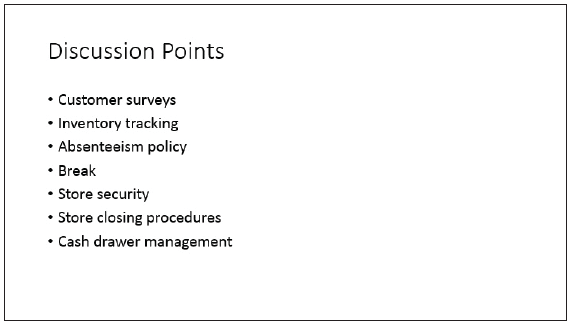 Discussion Points
• Customer surveys
• Inventory tracking
• Absenteeism policy
• Break
• Store security
• Store closing procedures
• Cash drawer management